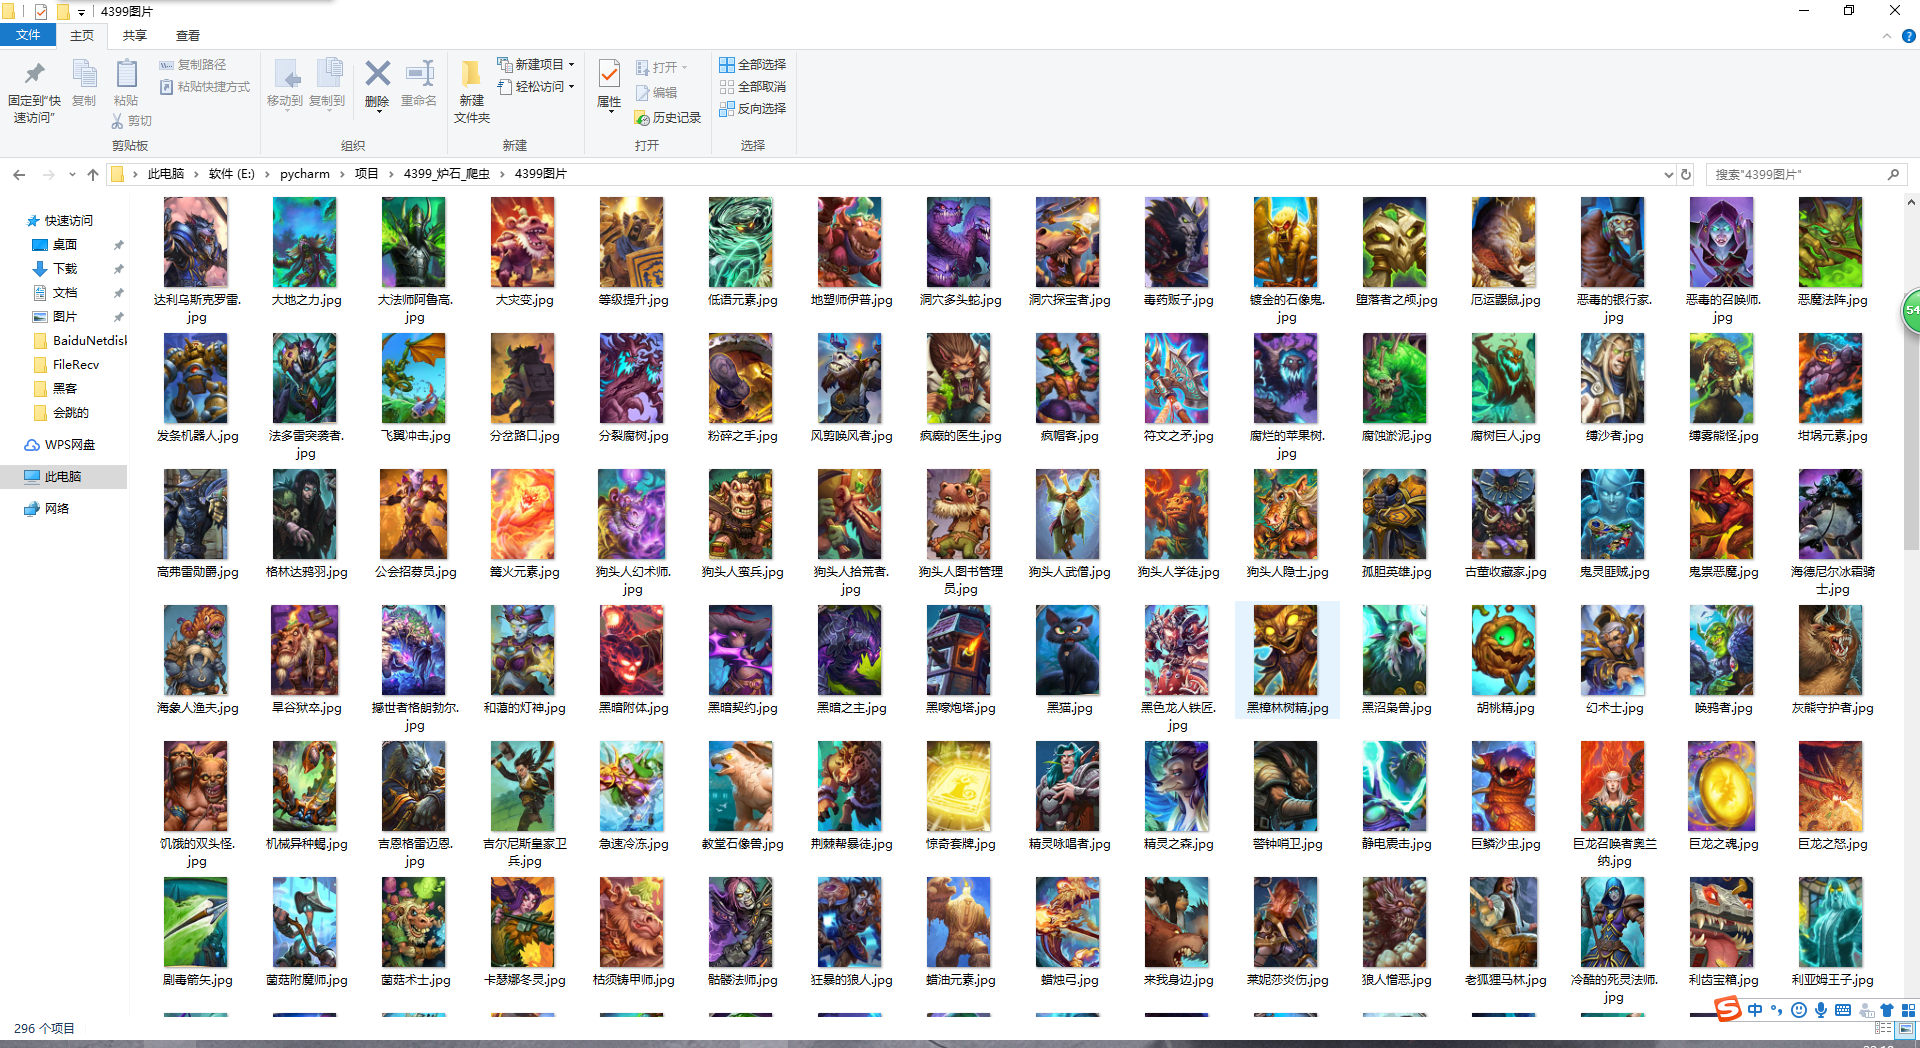 4399图片
文件 主页 共享 查看
固定到“快速访问”
复制
粘贴
复制路径
粘贴快捷方式
剪切
剪贴板
移动到
复制到
删除
重命名
组织
新建文件夹
新建项目
轻松访问
新建
属性
打开
编辑
历史记录
打开
全部选择
全部取消
反向选择
选择
此电脑 › 软件 (E:) › pycharm › 项目 › 4399_炉石_爬虫 › 4399图片
搜索"4399图片"
快速访问
桌面
下载
文档
图片
BaiduNetdisk
FileRecv
黑客
会跳的
WPS网盘
此电脑
网络
达利乌斯克罗雷.jpg
大地之力.jpg
大法师阿鲁高.jpg
大灾变.jpg
等级提升.jpg
低语元素.jpg
地塑师伊普.jpg
洞穴多头蛇.jpg
洞穴探宝者.jpg
毒药贩子.jpg
镀金的石像鬼.jpg
堕落者之颅.jpg
厄运鼹鼠.jpg
恶毒的银行家.jpg
恶毒的召唤师.jpg
恶魔法阵.jpg
发条机器人.jpg
法多雷突袭者.jpg
飞翼冲击.jpg
分岔路口.jpg
分裂腐树.jpg
粉碎之手.jpg
风剪唤风者.jpg
疯癫的医生.jpg
疯帽客.jpg
符文之矛.jpg
腐烂的苹果树.jpg
腐蚀淤泥.jpg
腐树巨人.jpg
缚沙者.jpg
缚雾熊怪.jpg
坩埚元素.jpg
高弗雷勋爵.jpg
格林达鸦羽.jpg
公会招募员.jpg
篝火元素.jpg
狗头人幻术师.jpg
狗头人蛮兵.jpg
狗头人拾荒者.jpg
狗头人图书管理员.jpg
狗头人武僧.jpg
狗头人学徒.jpg
狗头人隐士.jpg
孤胆英雄.jpg
古董收藏家.jpg
鬼灵匪贼.jpg
鬼祟恶魔.jpg
海德尼尔冰霜骑士.jpg
海象人渔夫.jpg
旱谷狱卒.jpg
撼世者格朗勃尔.jpg
和蔼的灯神.jpg
黑暗附体.jpg
黑暗契约.jpg
黑暗之主.jpg
黑嚎炮塔.jpg
黑猫.jpg
黑色龙人铁匠.jpg
黑樟林树精.jpg
黑沼枭兽.jpg
胡桃精.jpg
幻术士.jpg
唤鸦者.jpg
灰熊守护者.jpg
饥饿的双头怪.jpg
机械异种蝎.jpg
吉恩格雷迈恩.jpg
吉尔尼斯皇家卫兵.jpg
急速冷冻.jpg
教堂石像兽.jpg
荆棘帮暴徒.jpg
惊奇套牌.jpg
精灵咏唱者.jpg
精灵之森.jpg
警钟哨卫.jpg
静电震击.jpg
巨鳞沙虫.jpg
巨龙召唤者奥兰纳.jpg
巨龙之魂.jpg
巨龙之怒.jpg
剧毒箭矢.jpg
菌菇附魔师.jpg
菌菇术士.jpg
卡瑟娜冬灵.jpg
枯须铸甲师.jpg
骷髅法师.jpg
狂暴的狼人.jpg
蜡油元素.jpg
蜡烛弓.jpg
来我身边.jpg
莱妮莎炎伤.jpg
狼人憎恶.jpg
老狐狸马林.jpg
冷酷的死灵法师.jpg
利齿宝箱.jpg
利亚姆王子.jpg
54
中
296 个项目